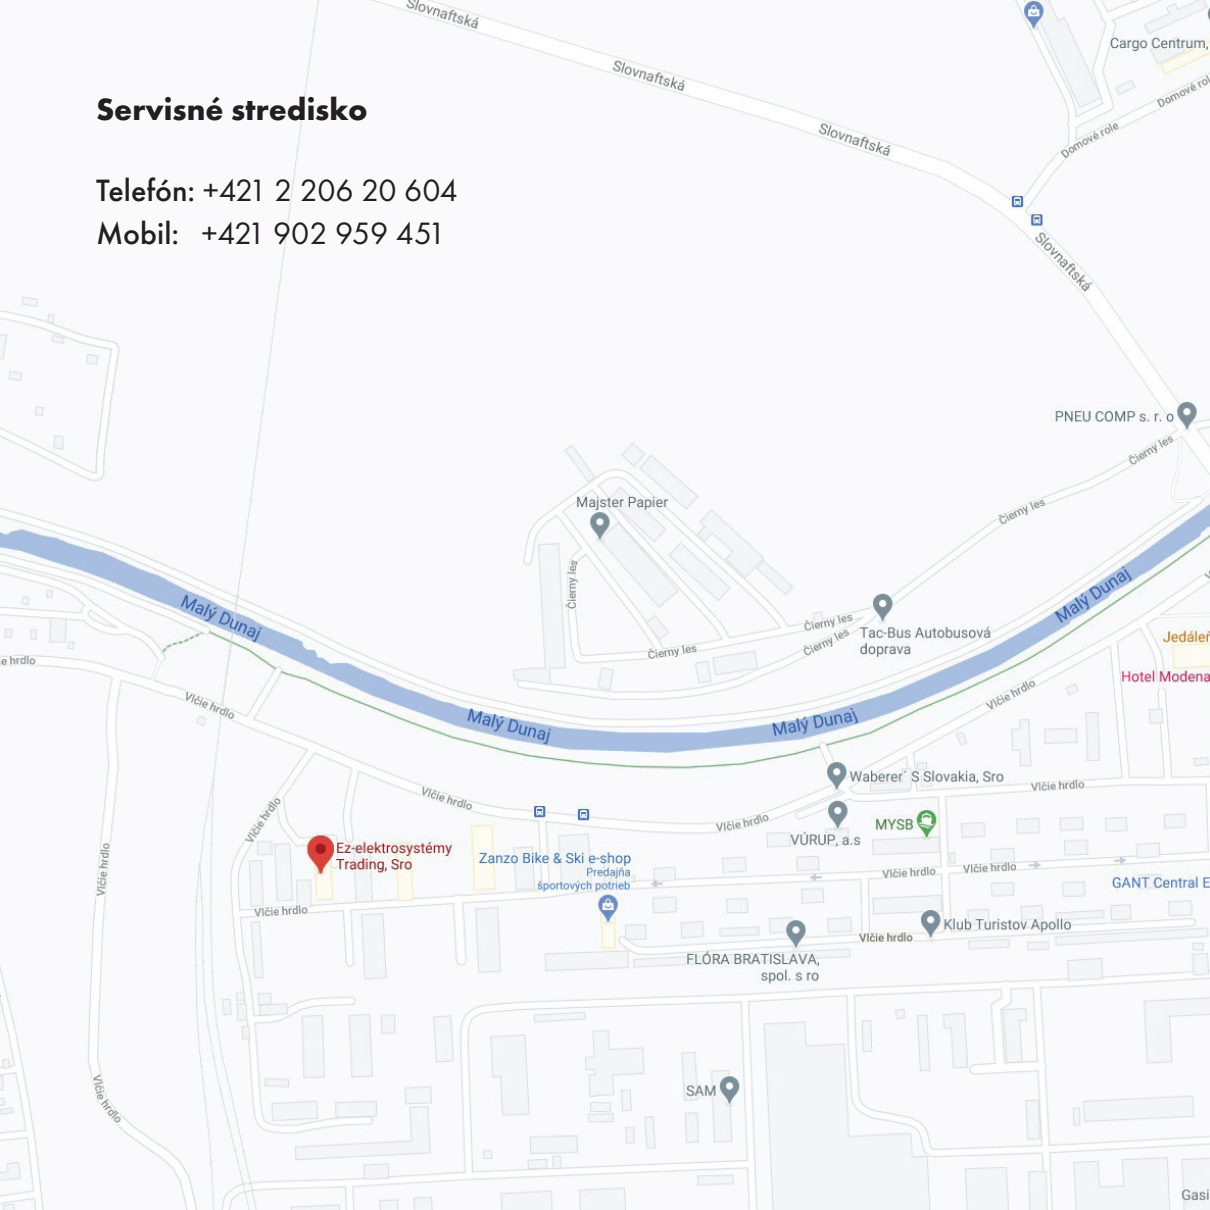 Slovnaftská
Slovnaftská
Slovnaftská
Slovnaftská
Cargo Centrum,
Domové role
Domové role
Servisné stredisko
Telefón: +421 2 206 20 604
Mobil: +421 902 959 451
PNEU COMP s. r. o
Čierny les
Čierny les
Majster Papier
Čierny les
Čierny les
Čierny les
Čierny les
Tac-Bus Autobusová
doprava
Malý Dunaj
Malý Dunaj
Malý Dunaj
Malý Dunaj
Jedáleň
Hotel Modena
e hrdlo
Vlčie hrdlo
Vlčie hrdlo
Vlčie hrdlo
Vlčie hrdlo
Waberer´ S Slovakia, Sro
Vlčie hrdlo
Vlčie hrdlo
VÚRUP, a.s
MYSB
Ez-elektrosystémy
Trading, Sro
Zanzo Bike & Ski e-shop
Predajňa
športových potrieb
Vlčie hrdlo
Vlčie hrdlo
Vlčie hrdlo
GANT Central E
Vlčie hrdlo
Vlčie hrdlo
Klub Turistov Apollo
FLÓRA BRATISLAVA,
spol. s ro
SAM
Vlčie hrdlo
Gasi